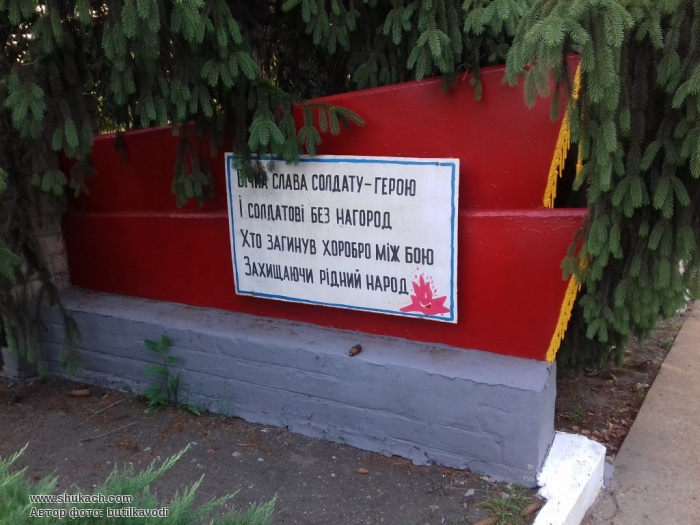 ВІЧНА СЛАВА СОЛДАТУ-ГЕРОЮ
І СОЛДАТОВІ БЕЗ НАГОРОД
ХТО ЗАГИНУВ ХОРОБРО МІЖ БОЮ
ЗАХИЩАЮЧИ РІДНИЙ НАРОД
www.shukach.com
Автор фото: butilkavodi